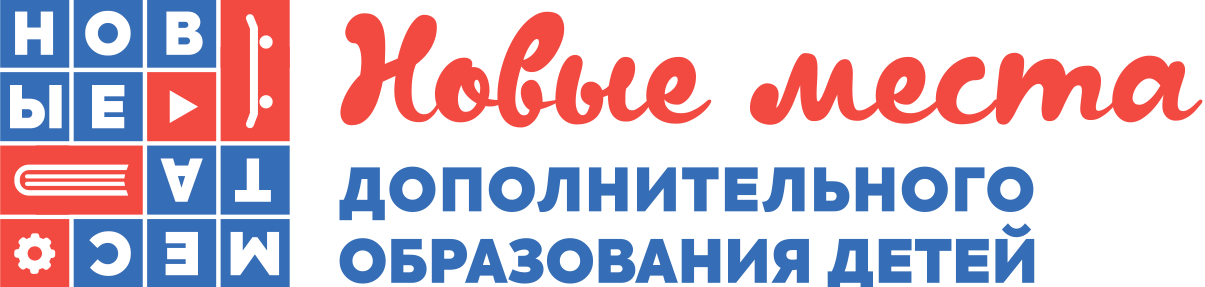 НОВ
ЫЕ
МЕС
ТА
Новые места
ДОПОЛНИТЕЛЬНОГО
ОБРАЗОВАНИЯ ДЕТЕЙ